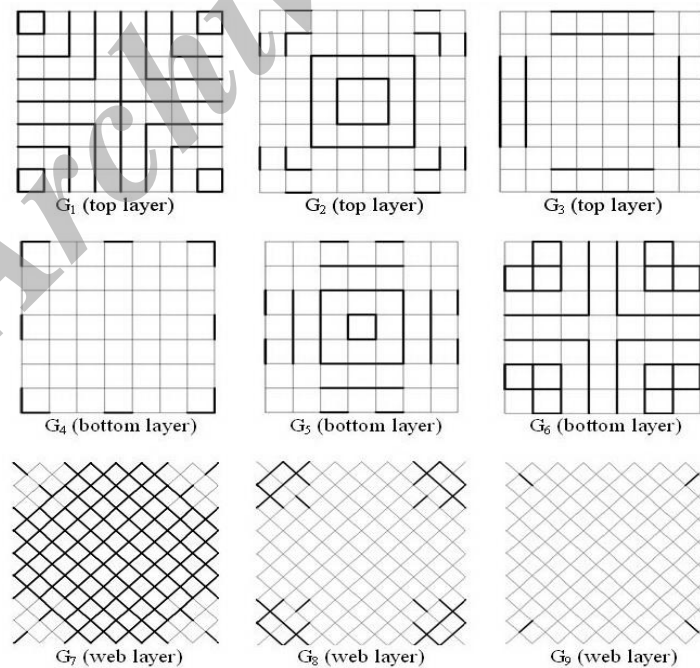 G₁ (top layer)
G₂ (top layer)
G₃ (top layer)
G₄ (bottom layer)
G₅ (bottom layer)
G₆ (bottom layer)
G₇ (web layer)
G₈ (web layer)
G₉ (web layer)